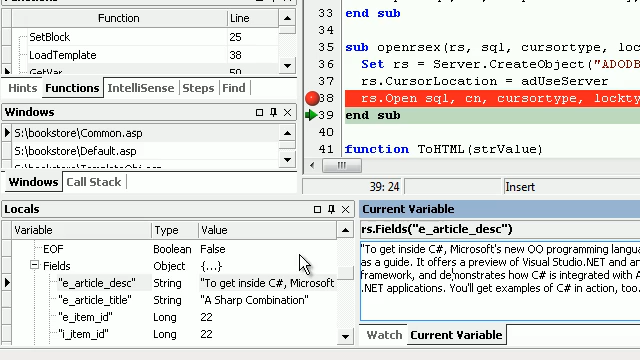 Functions
Function Line
SetBlock 25
LoadTemplate 38
GetVar 50
Hints Functions IntelliSense Steps Find
Windows
S:\bookstore\Common.asp
S:\bookstore\Default.asp
Windows Call Stack
33 end sub
34
35 sub openrsex(rs, sql, cursortype, loc
36 Set rs = Server.CreateObject("ADODB
37 rs.CursorLocation = adUseServer
38 rs.Open sql, cn, cursortype, lockty
39 end sub
40
41 function ToHTML(strValue)
39: 24 Insert
Locals
Variable Type Value
EOF Boolean False
Fields Object {...}
"e_article_desc" String "To get inside C#, Microsoft
"e_article_title" String "A Sharp Combination"
"e_item_id" Long 22
"i_item_id" Long 22
Current Variable
rs.Fields("e_article_desc")
"To get inside C#, Microsoft's new OO programming langua
as a guide. It offers a preview of Visual Studio.NET and an
framework, and demonstrates how C# is integrated with A
.NET applications. You'll get examples of C# in action, too.
Watch Current Variable